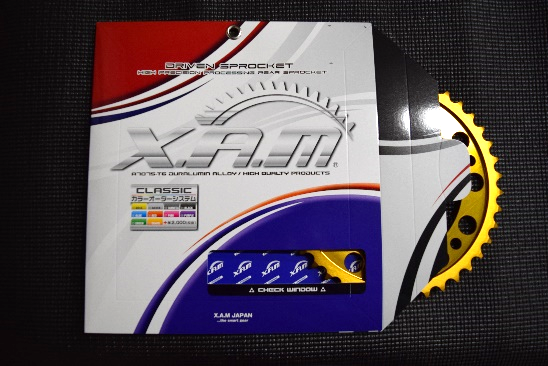 DRIVEN SPROCKET
HIGH PRECISION PROCESSING REAR SPROCKET
X.A.M
A7075-T6 DURALUMIN ALLOY / HIGH QUALITY PRODUCTS
CLASSIC
カラーオーダーシステム
X.A.M X.A.M X.A.M
△ CHECK WINDOW △
X.A.M JAPAN
...the smart gear